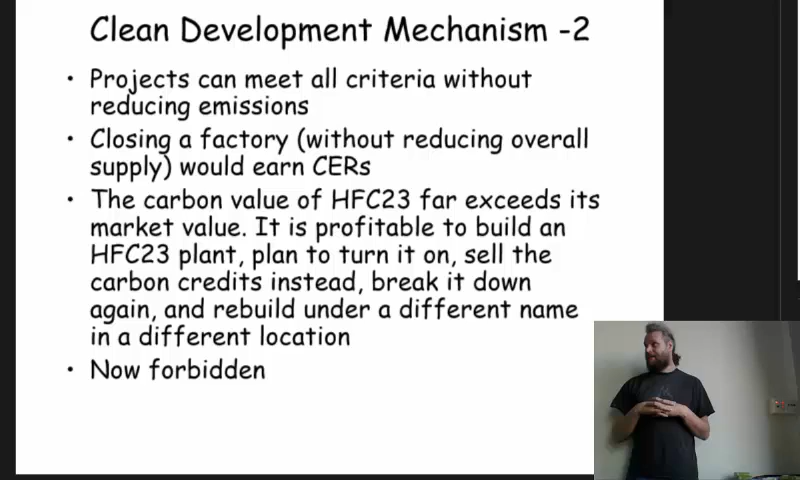 Clean Development Mechanism -2
• Projects can meet all criteria without
reducing emissions
• Closing a factory (without reducing overall
supply) would earn CERs
• The carbon value of HFC23 far exceeds its
market value. It is profitable to build an
HFC23 plant, plan to turn it on, sell the
carbon credits instead, break it down
again, and rebuild under a different name
in a different location
• Now forbidden